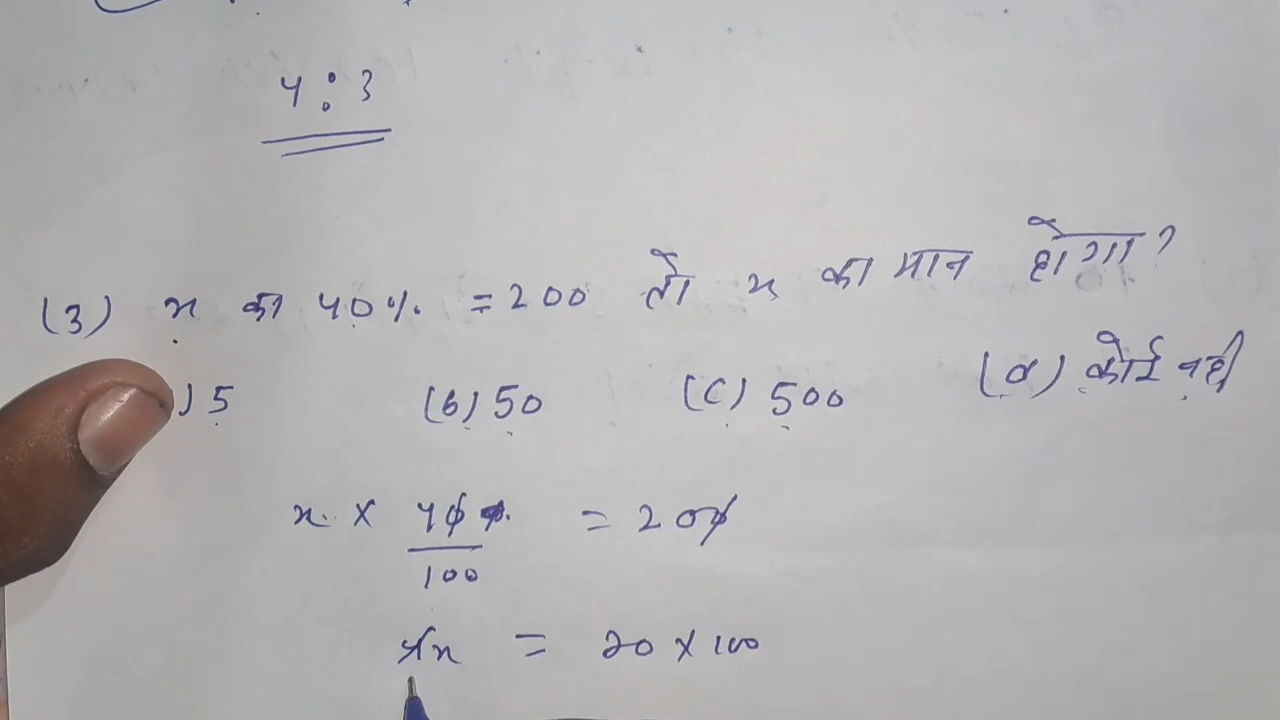 4 : 3
(3) x का 40% = 200 तो x का मान होगा ?
) 5 (b) 50 (c) 500 (d) कोई नही
x × 40 % = 200
100
4x = 20 × 100